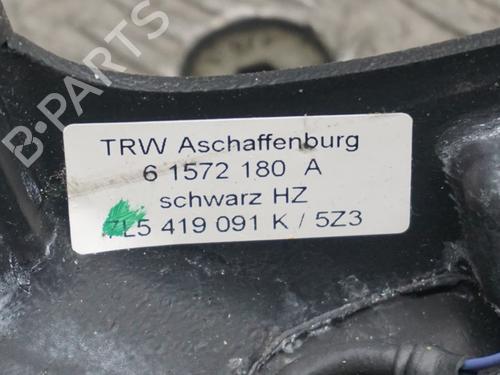 B-PARTS
TRW Aschaffenburg
6 1572 180 A
schwarz HZ
7L5 419 091 K / 5Z3